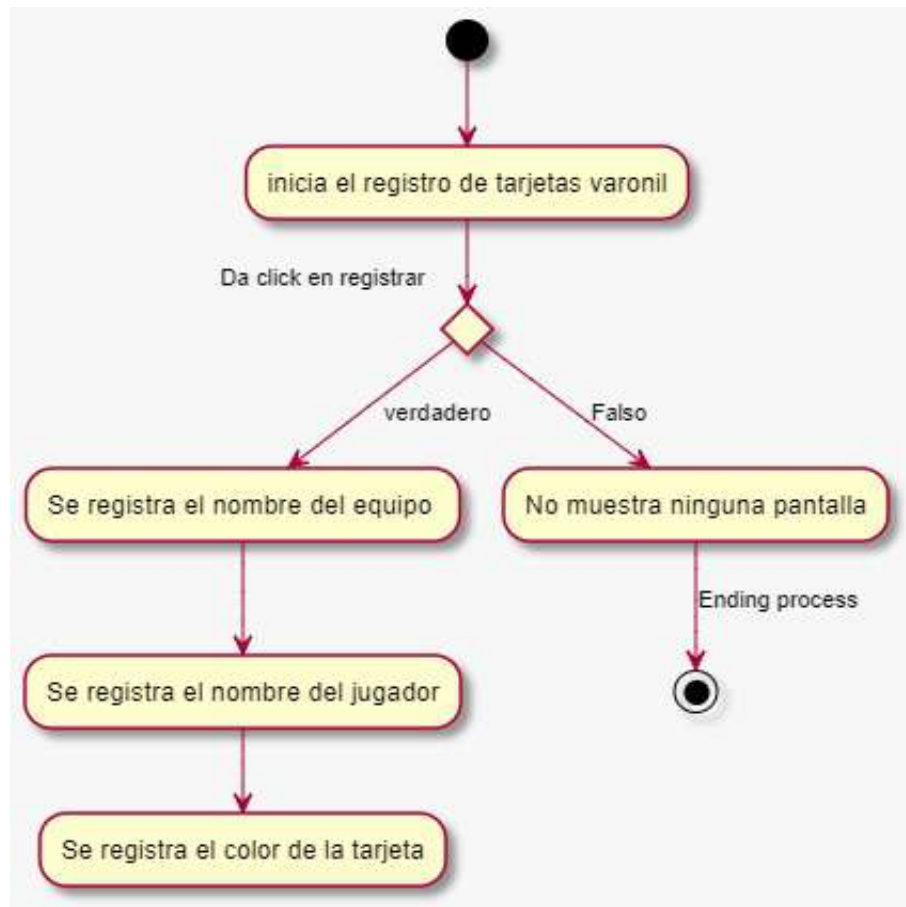 inicia el registro de tarjetas varonil
Da click en registrar
verdadero
Falso
Se registra el nombre del equipo
No muestra ninguna pantalla
Ending process
Se registra el nombre del jugador
Se registra el color de la tarjeta